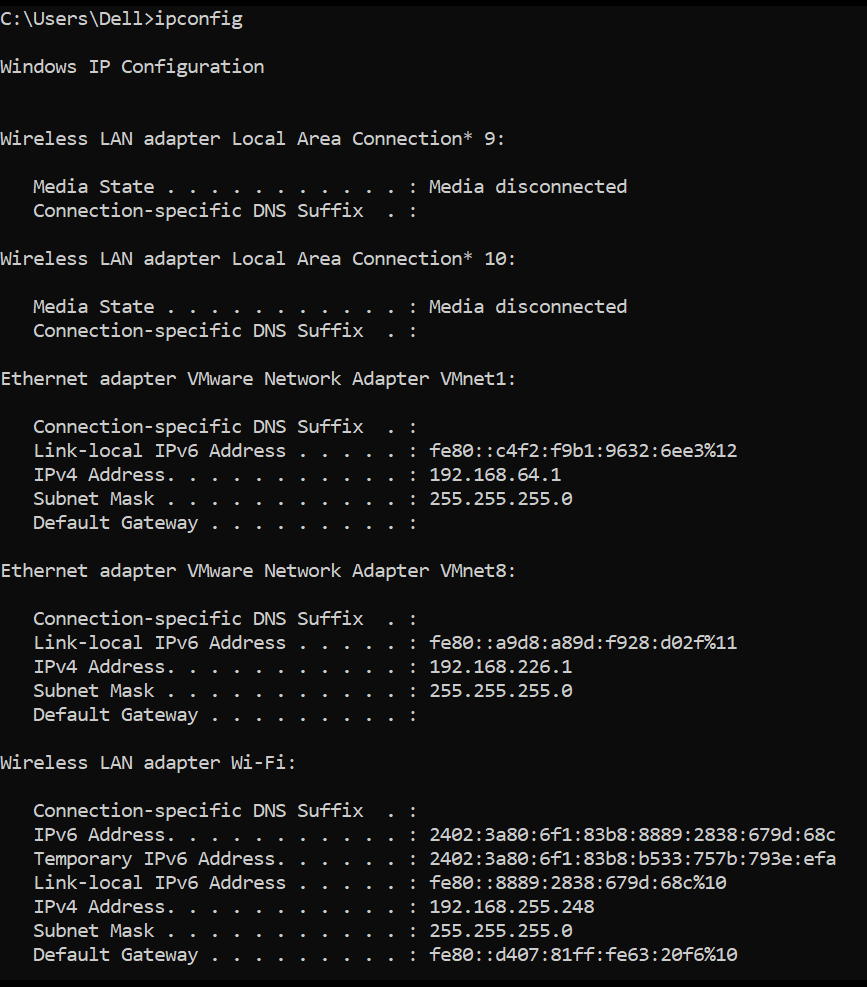 C:\Users\Dell>ipconfig
Windows IP Configuration
Wireless LAN adapter Local Area Connection* 9:
Media State . . . . . . . . . . . : Media disconnected
Connection-specific DNS Suffix  . :
Wireless LAN adapter Local Area Connection* 10:
Media State . . . . . . . . . . . : Media disconnected
Connection-specific DNS Suffix  . :
Ethernet adapter VMware Network Adapter VMnet1:
Connection-specific DNS Suffix  . :
Link-local IPv6 Address . . . . . : fe80::c4f2:f9b1:9632:6ee3%12
IPv4 Address. . . . . . . . . . . : 192.168.64.1
Subnet Mask . . . . . . . . . . . : 255.255.255.0
Default Gateway . . . . . . . . . :
Ethernet adapter VMware Network Adapter VMnet8:
Connection-specific DNS Suffix  . :
Link-local IPv6 Address . . . . . : fe80::a9d8:a89d:f928:d02f%11
IPv4 Address. . . . . . . . . . . : 192.168.226.1
Subnet Mask . . . . . . . . . . . : 255.255.255.0
Default Gateway . . . . . . . . . :
Wireless LAN adapter Wi-Fi:
Connection-specific DNS Suffix  . :
IPv6 Address. . . . . . . . . . . : 2402:3a80:6f1:83b8:8889:2838:679d:68c
Temporary IPv6 Address. . . . . . : 2402:3a80:6f1:83b8:b533:757b:793e:efa
Link-local IPv6 Address . . . . . : fe80::8889:2838:679d:68c%10
IPv4 Address. . . . . . . . . . . : 192.168.255.248
Subnet Mask . . . . . . . . . . . : 255.255.255.0
Default Gateway . . . . . . . . . : fe80::d407:81ff:fe63:20f6%10